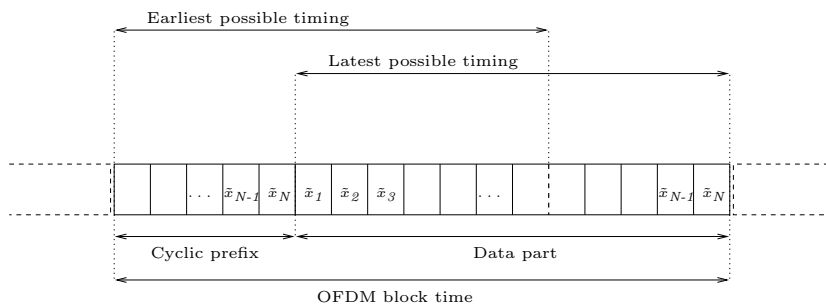 Earliest possible timing
Latest possible timing
... x̃N-1 x̃N x̃1 x̃2 x̃3 ... x̃N-1 x̃N
Cyclic prefix Data part
OFDM block time